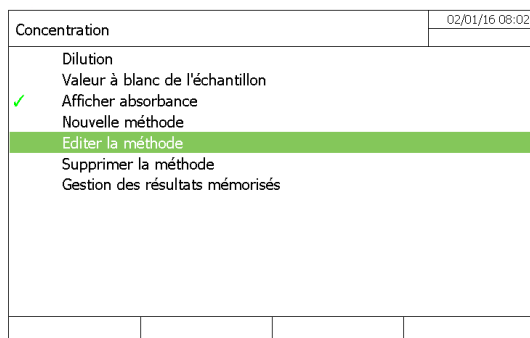 Concentration
02/01/16 08:02
Dilution
Valeur à blanc de l'échantillon
✓ Afficher absorbance
Nouvelle méthode
Editer la méthode
Supprimer la méthode
Gestion des résultats mémorisés